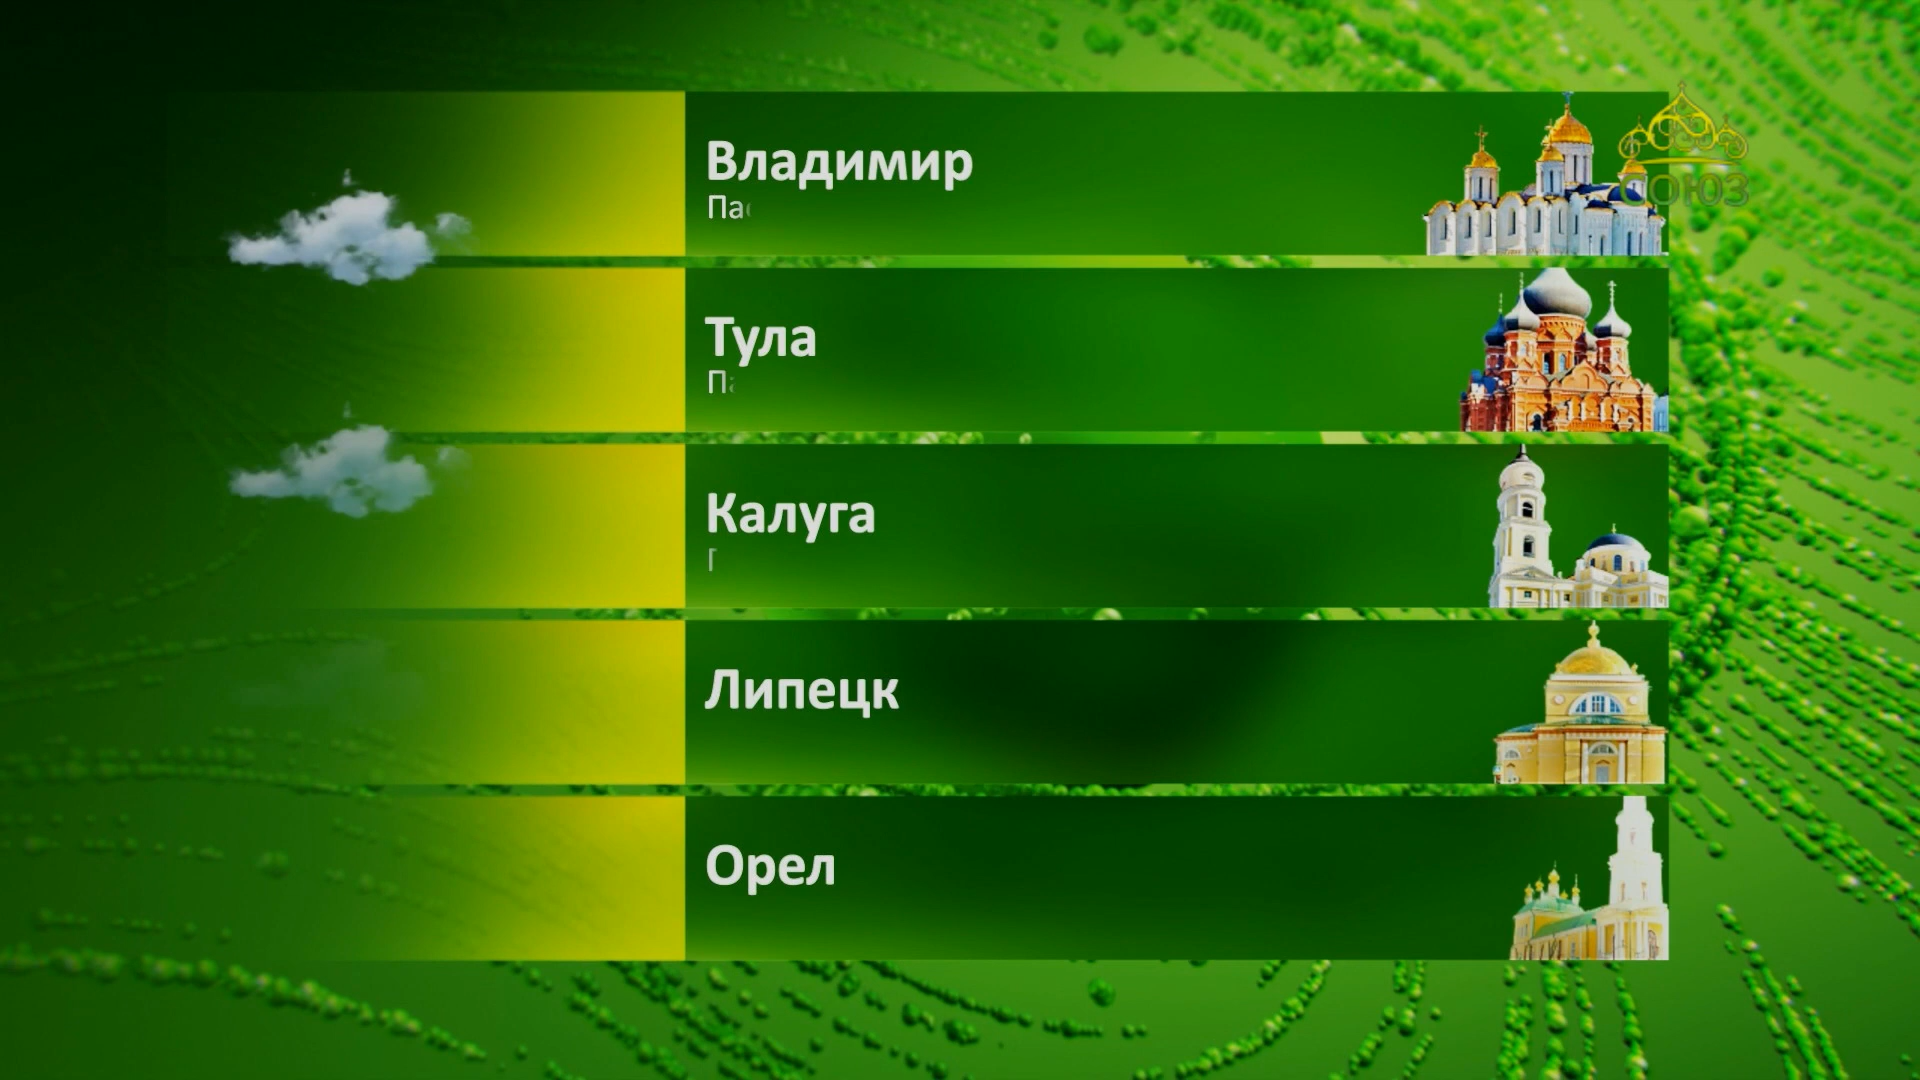 СОЮЗ
Владимир
Тула
Калуга
Липецк
Орел